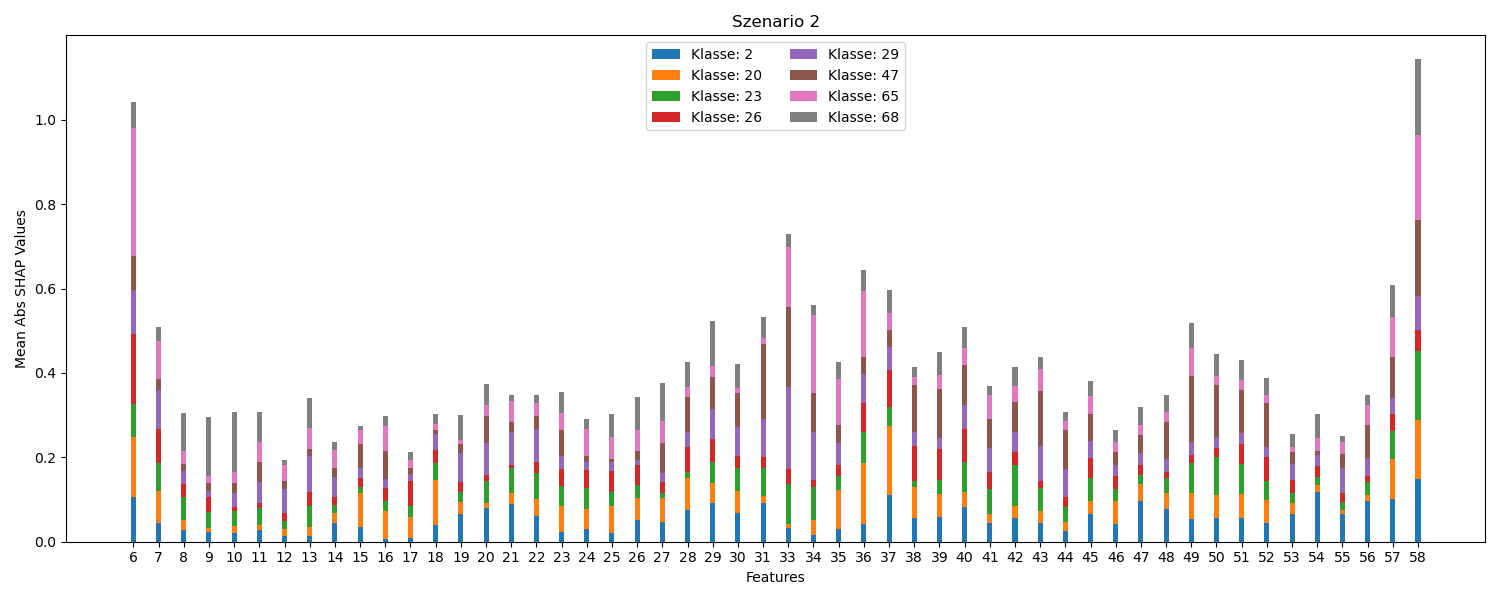 Szenario 2
Klasse: 2
Klasse: 20
Klasse: 23
Klasse: 26
Klasse: 29
Klasse: 47
Klasse: 65
Klasse: 68
Mean Abs SHAP Values
1.0
0.8
0.6
0.4
0.2
0.0
6 7 8 9 10 11 12 13 14 15 16 17 18 19 20 21 22 23 24 25 26 27 28 29 30 31 33 34 35 36 37 38 39 40 41 42 43 44 45 46 47 48 49 50 51 52 53 54 55 56 57 58
Features